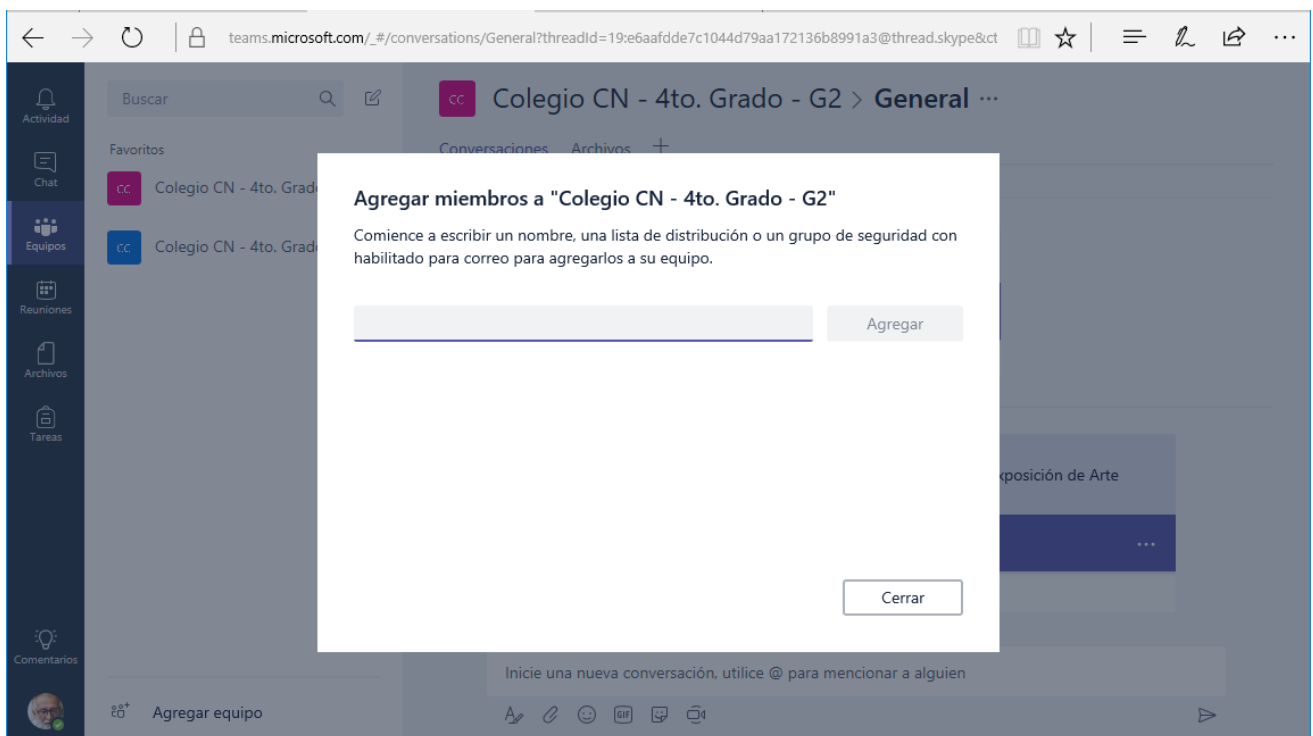 teams.microsoft.com/_#/conversations/General?threadId=19:e6aafdde7c1044d79aa172136b8991a3@thread.skype&ct
Actividad
Chat
Equipos
Reuniones
Archivos
Tareas
Comentarios
Buscar
Favoritos
CC Colegio CN - 4to. Grad
CC Colegio CN - 4to. Grad
Agregar equipo
CC Colegio CN - 4to. Grado - G2 > General ...
Conversaciones Archivos +
Agregar miembros a "Colegio CN - 4to. Grado - G2"
Comience a escribir un nombre, una lista de distribución o un grupo de seguridad con
habilitado para correo para agregarlos a su equipo.
Agregar
Cerrar
xposición de Arte
Inicie una nueva conversación, utilice @ para mencionar a alguien
GIF